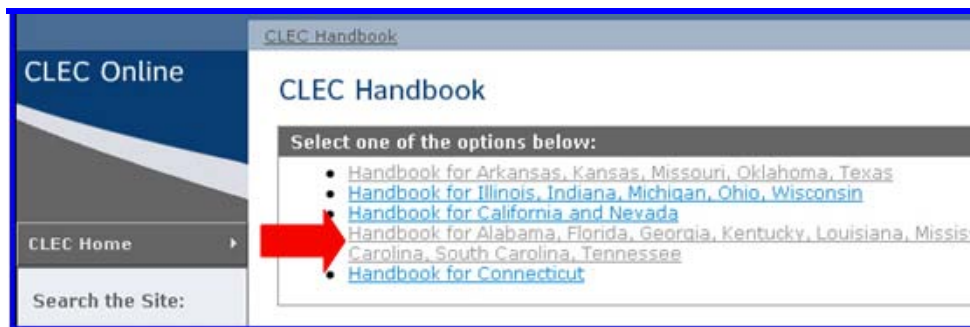 CLEC Handbook
CLEC Online
CLEC Handbook
Select one of the options below:
Handbook for Arkansas, Kansas, Missouri, Oklahoma, Texas
Handbook for Illinois, Indiana, Michigan, Ohio, Wisconsin
Handbook for California and Nevada
Handbook for Alabama, Florida, Georgia, Kentucky, Louisiana, Missis
Carolina, South Carolina, Tennessee
Handbook for Connecticut
CLEC Home
Search the Site: